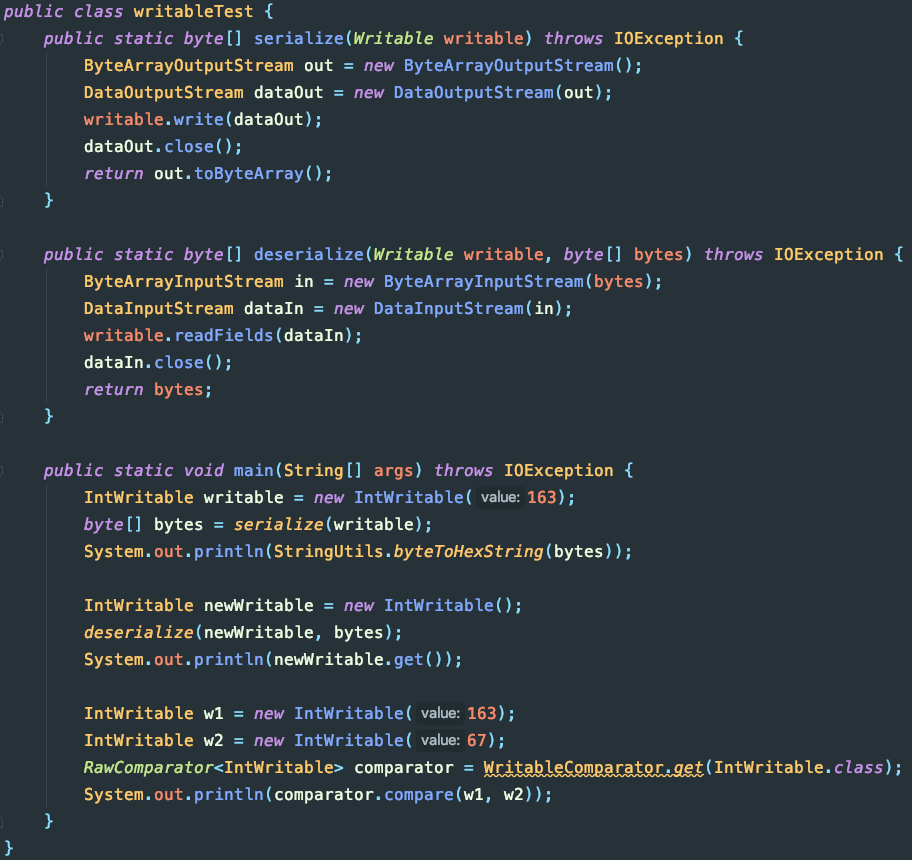 public class writableTest {
    public static byte[] serialize(Writable writable) throws IOException {
        ByteArrayOutputStream out = new ByteArrayOutputStream();
        DataOutputStream dataOut = new DataOutputStream(out);
        writable.write(dataOut);
        dataOut.close();
        return out.toByteArray();
    }

    public static byte[] deserialize(Writable writable, byte[] bytes) throws IOException {
        ByteArrayInputStream in = new ByteArrayInputStream(bytes);
        DataInputStream dataIn = new DataInputStream(in);
        writable.readFields(dataIn);
        dataIn.close();
        return bytes;
    }

    public static void main(String[] args) throws IOException {
        IntWritable writable = new IntWritable( value: 163);
        byte[] bytes = serialize(writable);
        System.out.println(StringUtils.byteToHexString(bytes));

        IntWritable newWritable = new IntWritable();
        deserialize(newWritable, bytes);
        System.out.println(newWritable.get());

        IntWritable w1 = new IntWritable( value: 163);
        IntWritable w2 = new IntWritable( value: 67);
        RawComparator<IntWritable> comparator = WritableComparator.get(IntWritable.class);
        System.out.println(comparator.compare(w1, w2));
    }
}